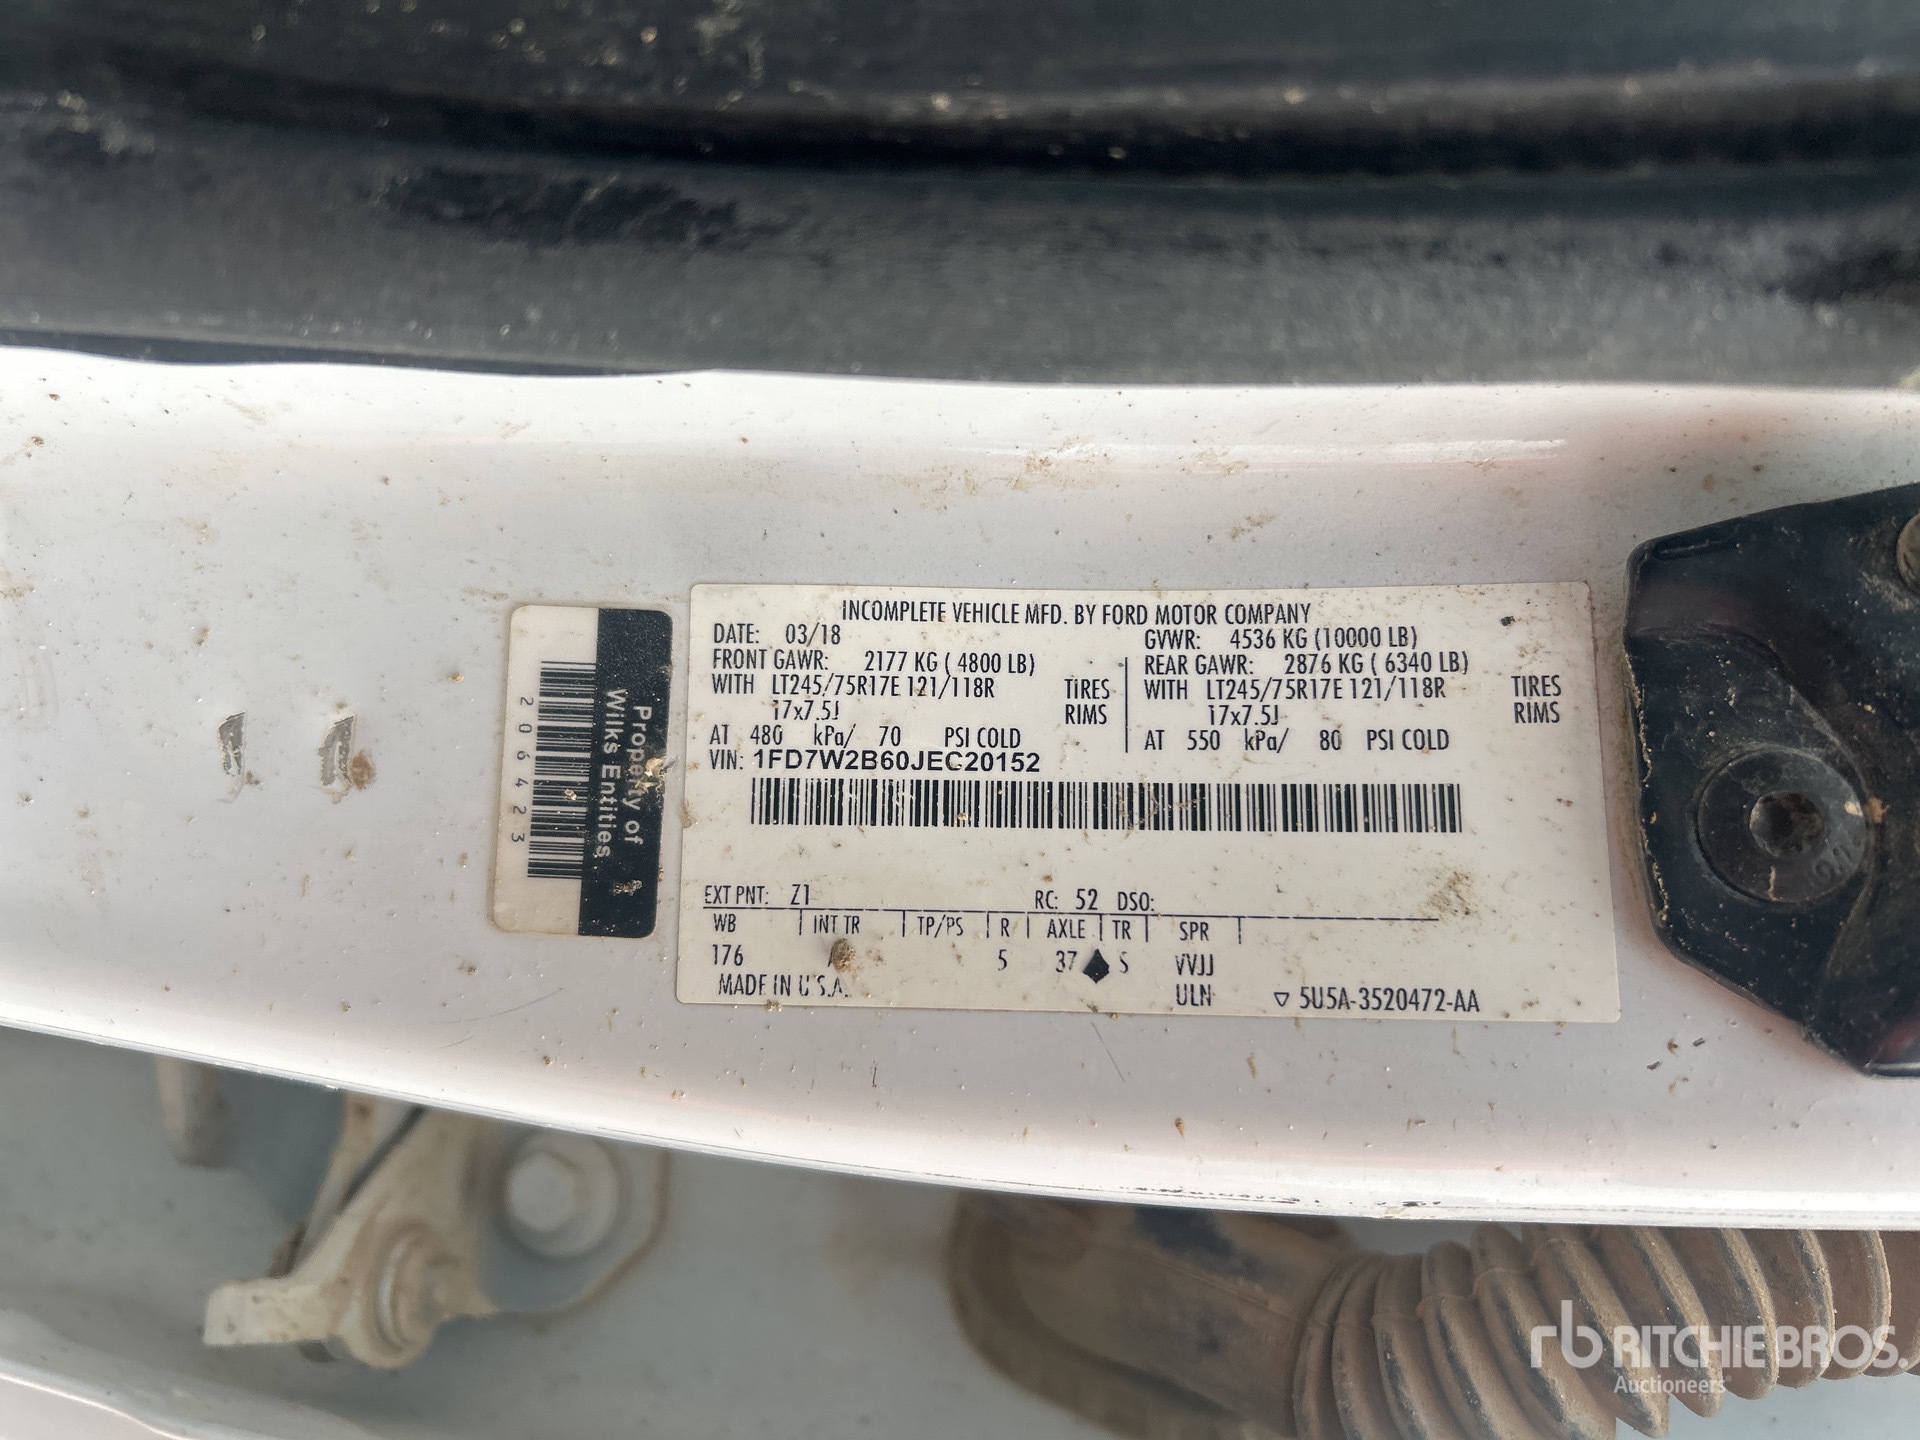 INCOMPLETE VEHICLE MFD. BY FORD MOTOR COMPANY
DATE: 03/18 GVWR: 4536 KG (10000 LB)
FRONT GAWR: 2177 KG ( 4800 LB) REAR GAWR: 2876 KG ( 6340 LB)
WITH LT245/75R17E 121/118R TIRES WITH LT245/75R17E 121/118R TIRES
17x7.5J RIMS 17x7.5J RIMS
AT 480 kPa/ 70 PSI COLD AT 550 kPa/ 80 PSI COLD
VIN: 1FD7W2B60JEC20152
EXT PNT: Z1 RC: 52 DSO:
WB INT TR TP/PS R AXLE TR SPR
176 5 37 S VVJJ
MADE IN U.S.A. ULN ▽ 5U5A-3520472-AA
Property of
Wilks Entities
206423
rb RITCHIE BROS.
Auctioneers